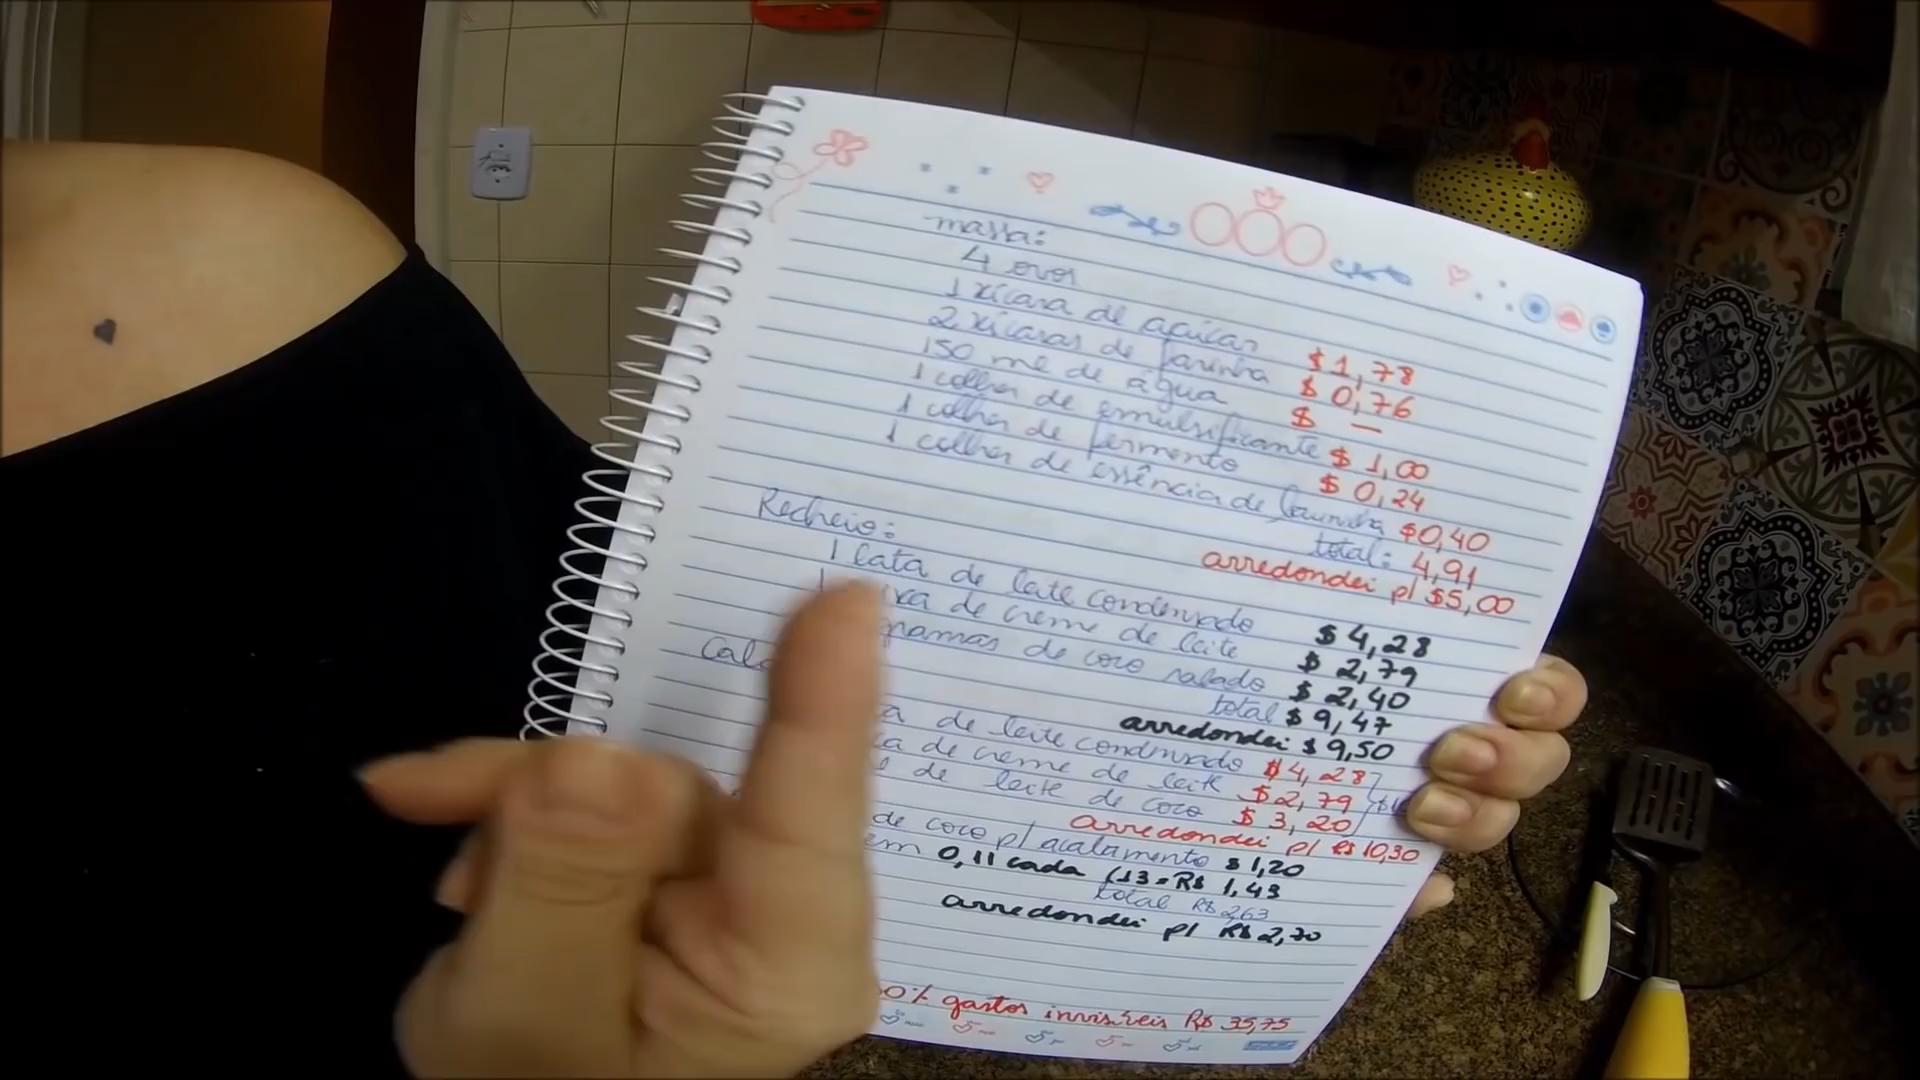 massa:
4 ovos
1 xícara de açúcar $ 1,78
2 xícaras de farinha $ 0,76
150 ml de água $ —
1 colher de emulsificante $ 1,00
1 colher de fermento $ 0,24
1 colher de essência de baunilha $0,40
total: 4,91
arredondei p/ $5,00
Recheio:
1 lata de leite condensado $ 4,28
1 de creme de leite $ 2,79
gramas de coco ralado $ 2,40
total $ 9,47
arredondei $ 9,50
de leite condensado $ 4,28
de creme de leite $ 2,79
de leite de coco $ 3,20
arredondei p/ R$ 10,30
de coco p/ acabamento $ 1,20
0,11 cada (13 = R$ 1,43
total R$ 2,63
arredondei p/ R$ 2,70
0% gastos invisíveis R$ 35,75